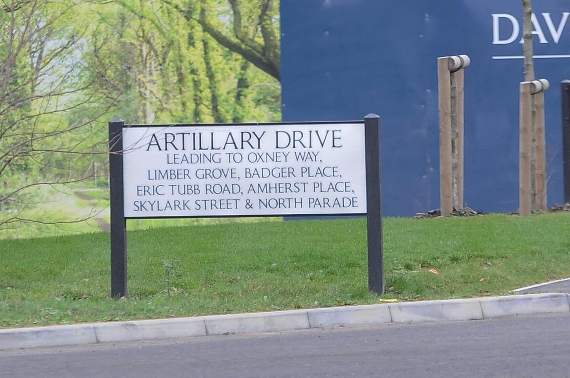 ARTILLARY DRIVE
LEADING TO OXNEY WAY,
LIMBER GROVE, BADGER PLACE,
ERIC TUBB ROAD, AMHERST PLACE,
SKYLARK STREET & NORTH PARADE
DAV